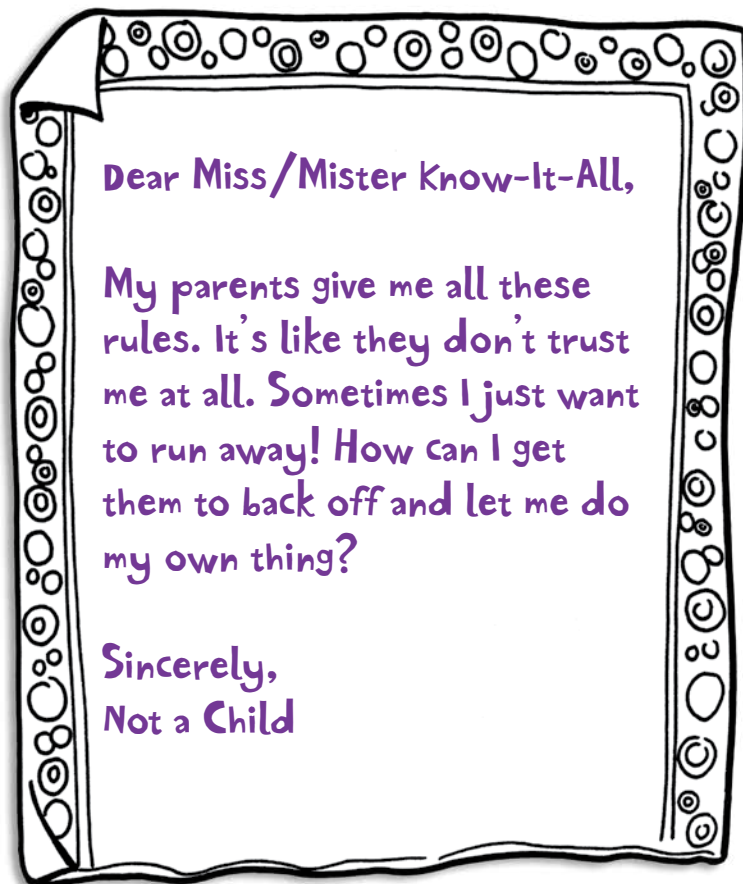 Dear Miss/Mister Know-It-All,
My parents give me all these
rules. It's like they don't trust
me at all. Sometimes I just want
to run away! How can I get
them to back off and let me do
my own thing?
Sincerely,
Not a Child